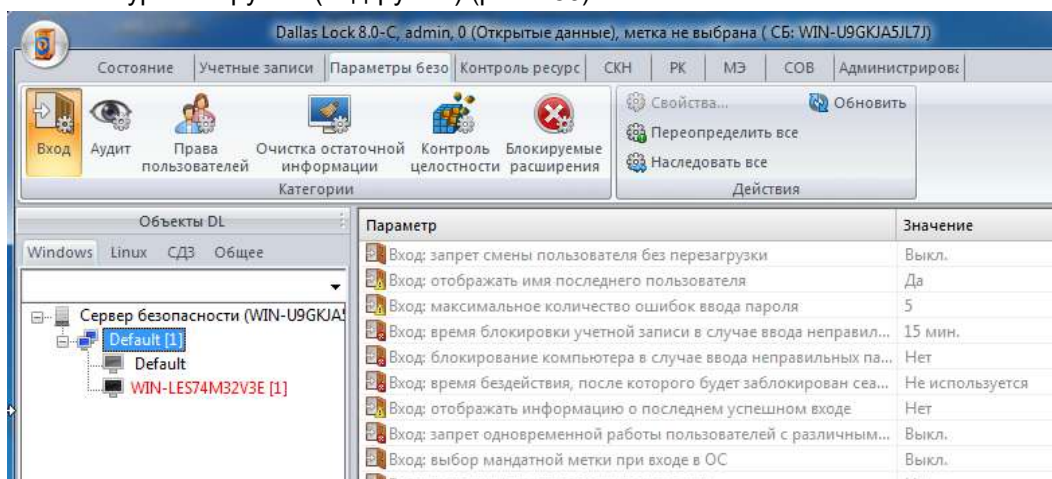 Dallas Lock 8.0-C, admin, 0 (Открытые данные), метка не выбрана ( СБ: WIN-U9GKJA5JL7J)
Состояние Учетные записи Параметры безо Контроль ресурс СКН РК МЭ СОВ Администрирова
Вход
Аудит
Права
пользователей
Очистка остаточной
информации
Контроль
целостности
Блокируемые
расширения
Категории
Свойства...
Обновить
Переопределить все
Наследовать все
Действия
Объекты DL
Windows Linux СДЗ Общее
Сервер безопасности (WIN-U9GKJA
Default [1]
Default
WIN-LES74M32V3E [1]
Параметр Значение
Вход: запрет смены пользователя без перезагрузки Выкл.
Вход: отображать имя последнего пользователя Да
Вход: максимальное количество ошибок ввода пароля 5
Вход: время блокировки учетной записи в случае ввода неправил... 15 мин.
Вход: блокирование компьютера в случае ввода неправильных па... Нет
Вход: время бездействия, после которого будет заблокирован сеа... Не используется
Вход: отображать информацию о последнем успешном входе Нет
Вход: запрет одновременной работы пользователей с различным... Выкл.
Вход: выбор мандатной метки при входе в ОС Выкл.